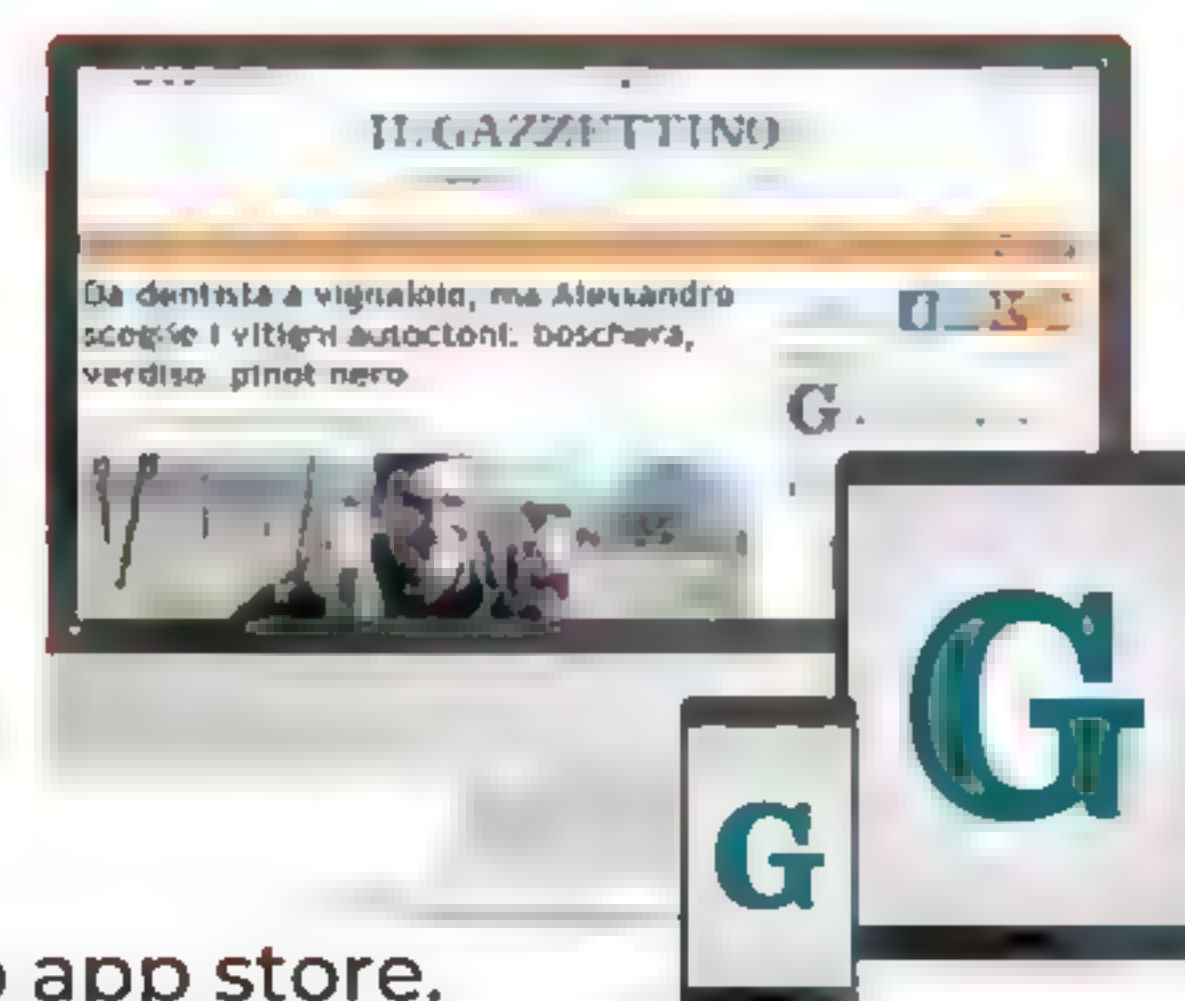 IL GAZZETTINO
Da dentista a vignaiolo, ma Alessandro
sceglie i vitigni autoctoni: boschera,
verdiso pinot nero
G
G
G
app store.